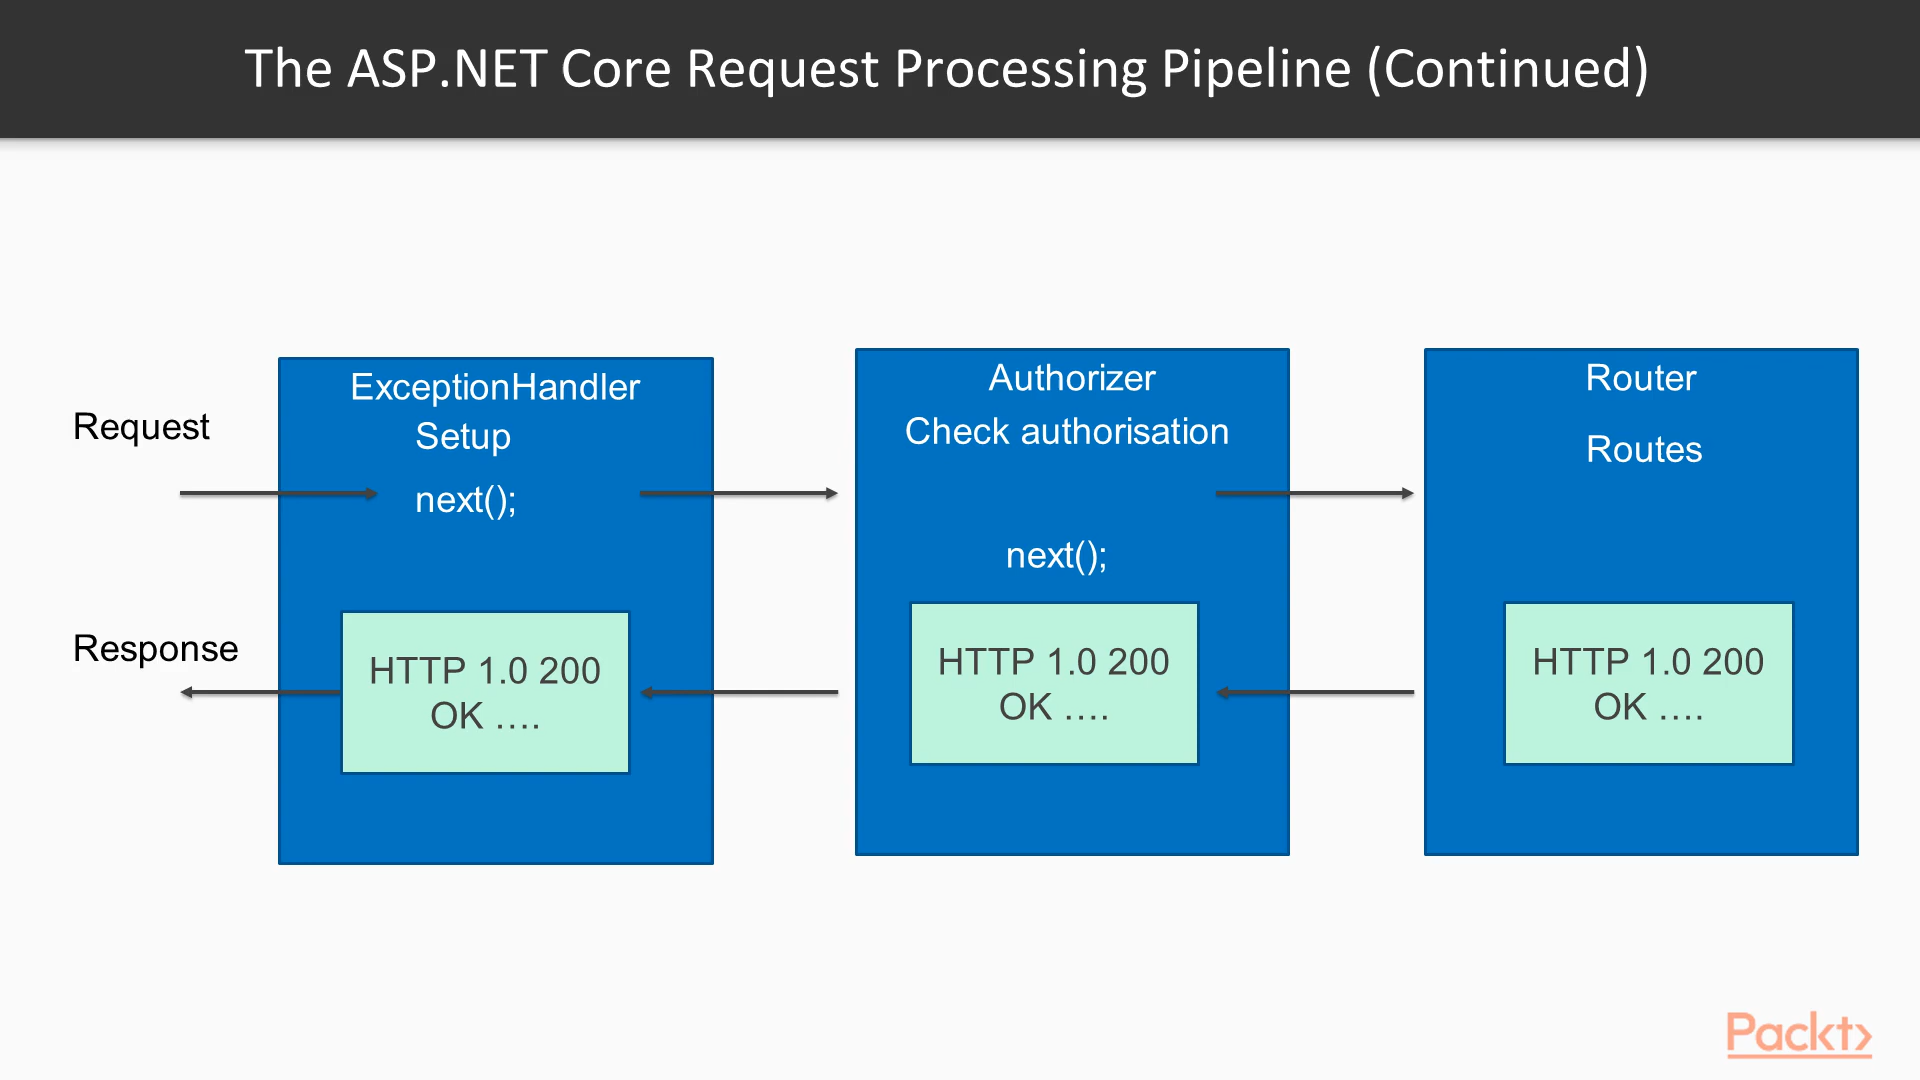 The ASP.NET Core Request Processing Pipeline (Continued)
Request
Response
ExceptionHandler
Setup
next();
HTTP 1.0 200
OK ....
Authorizer
Check authorisation
next();
HTTP 1.0 200
OK ....
Router
Routes
HTTP 1.0 200
OK ....
Packt>